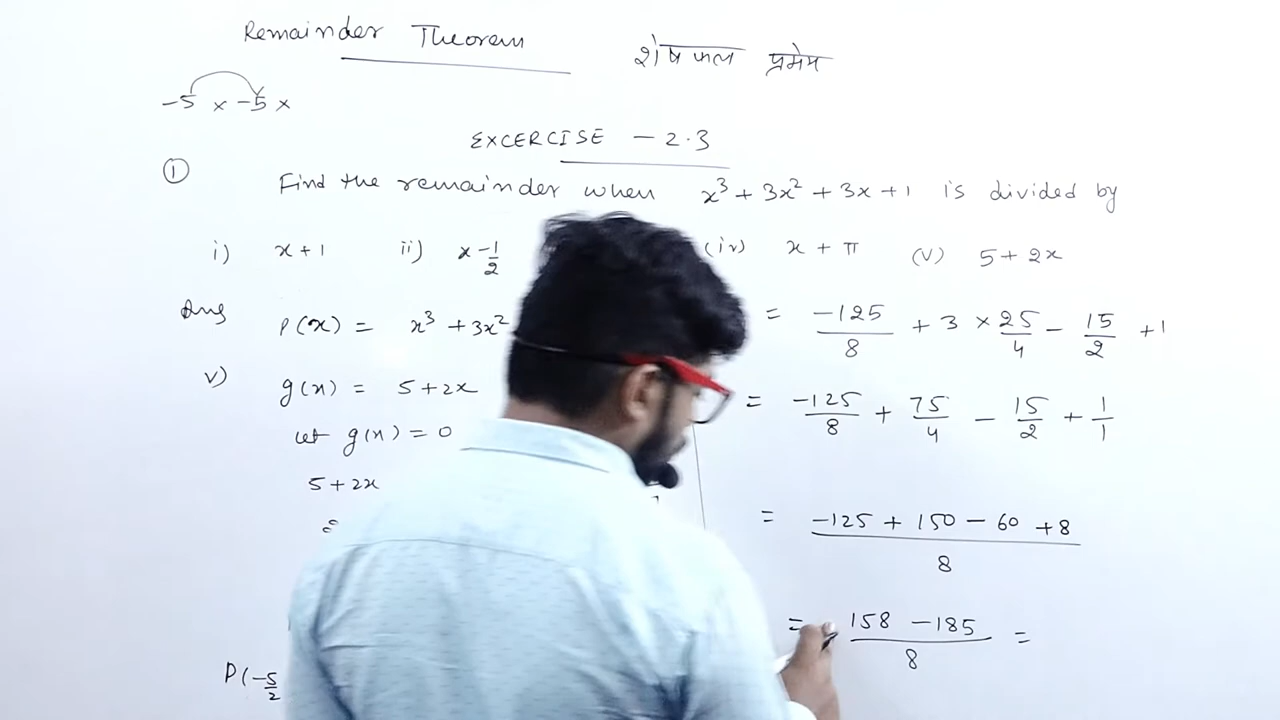 Remainder Theorem शेषफल प्रमेय
-5 × -5 ×
EXCERCISE - 2.3
① Find the remainder when x³ + 3x² + 3x + 1 is divided by
i) x + 1 ii) x - 1/2 (iv) x + π (v) 5 + 2x
Ans P(x) = x³ + 3x²
= -125/8 + 3 × 25/4 - 15/2 + 1
v) g(x) = 5 + 2x
= -125/8 + 75/4 - 15/2 + 1/1
let g(x) = 0
5 + 2x
= -125 + 150 - 60 + 8 / 8
= 158 - 185 / 8 =
P(-5/2